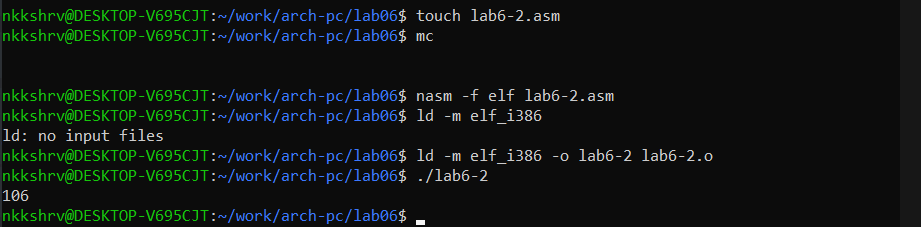 nkkshrv@DESKTOP-V695CJT:~/work/arch-pc/lab06$ touch lab6-2.asm
nkkshrv@DESKTOP-V695CJT:~/work/arch-pc/lab06$ mc
nkkshrv@DESKTOP-V695CJT:~/work/arch-pc/lab06$ nasm -f elf lab6-2.asm
nkkshrv@DESKTOP-V695CJT:~/work/arch-pc/lab06$ ld -m elf_i386
ld: no input files
nkkshrv@DESKTOP-V695CJT:~/work/arch-pc/lab06$ ld -m elf_i386 -o lab6-2 lab6-2.o
nkkshrv@DESKTOP-V695CJT:~/work/arch-pc/lab06$ ./lab6-2
106
nkkshrv@DESKTOP-V695CJT:~/work/arch-pc/lab06$